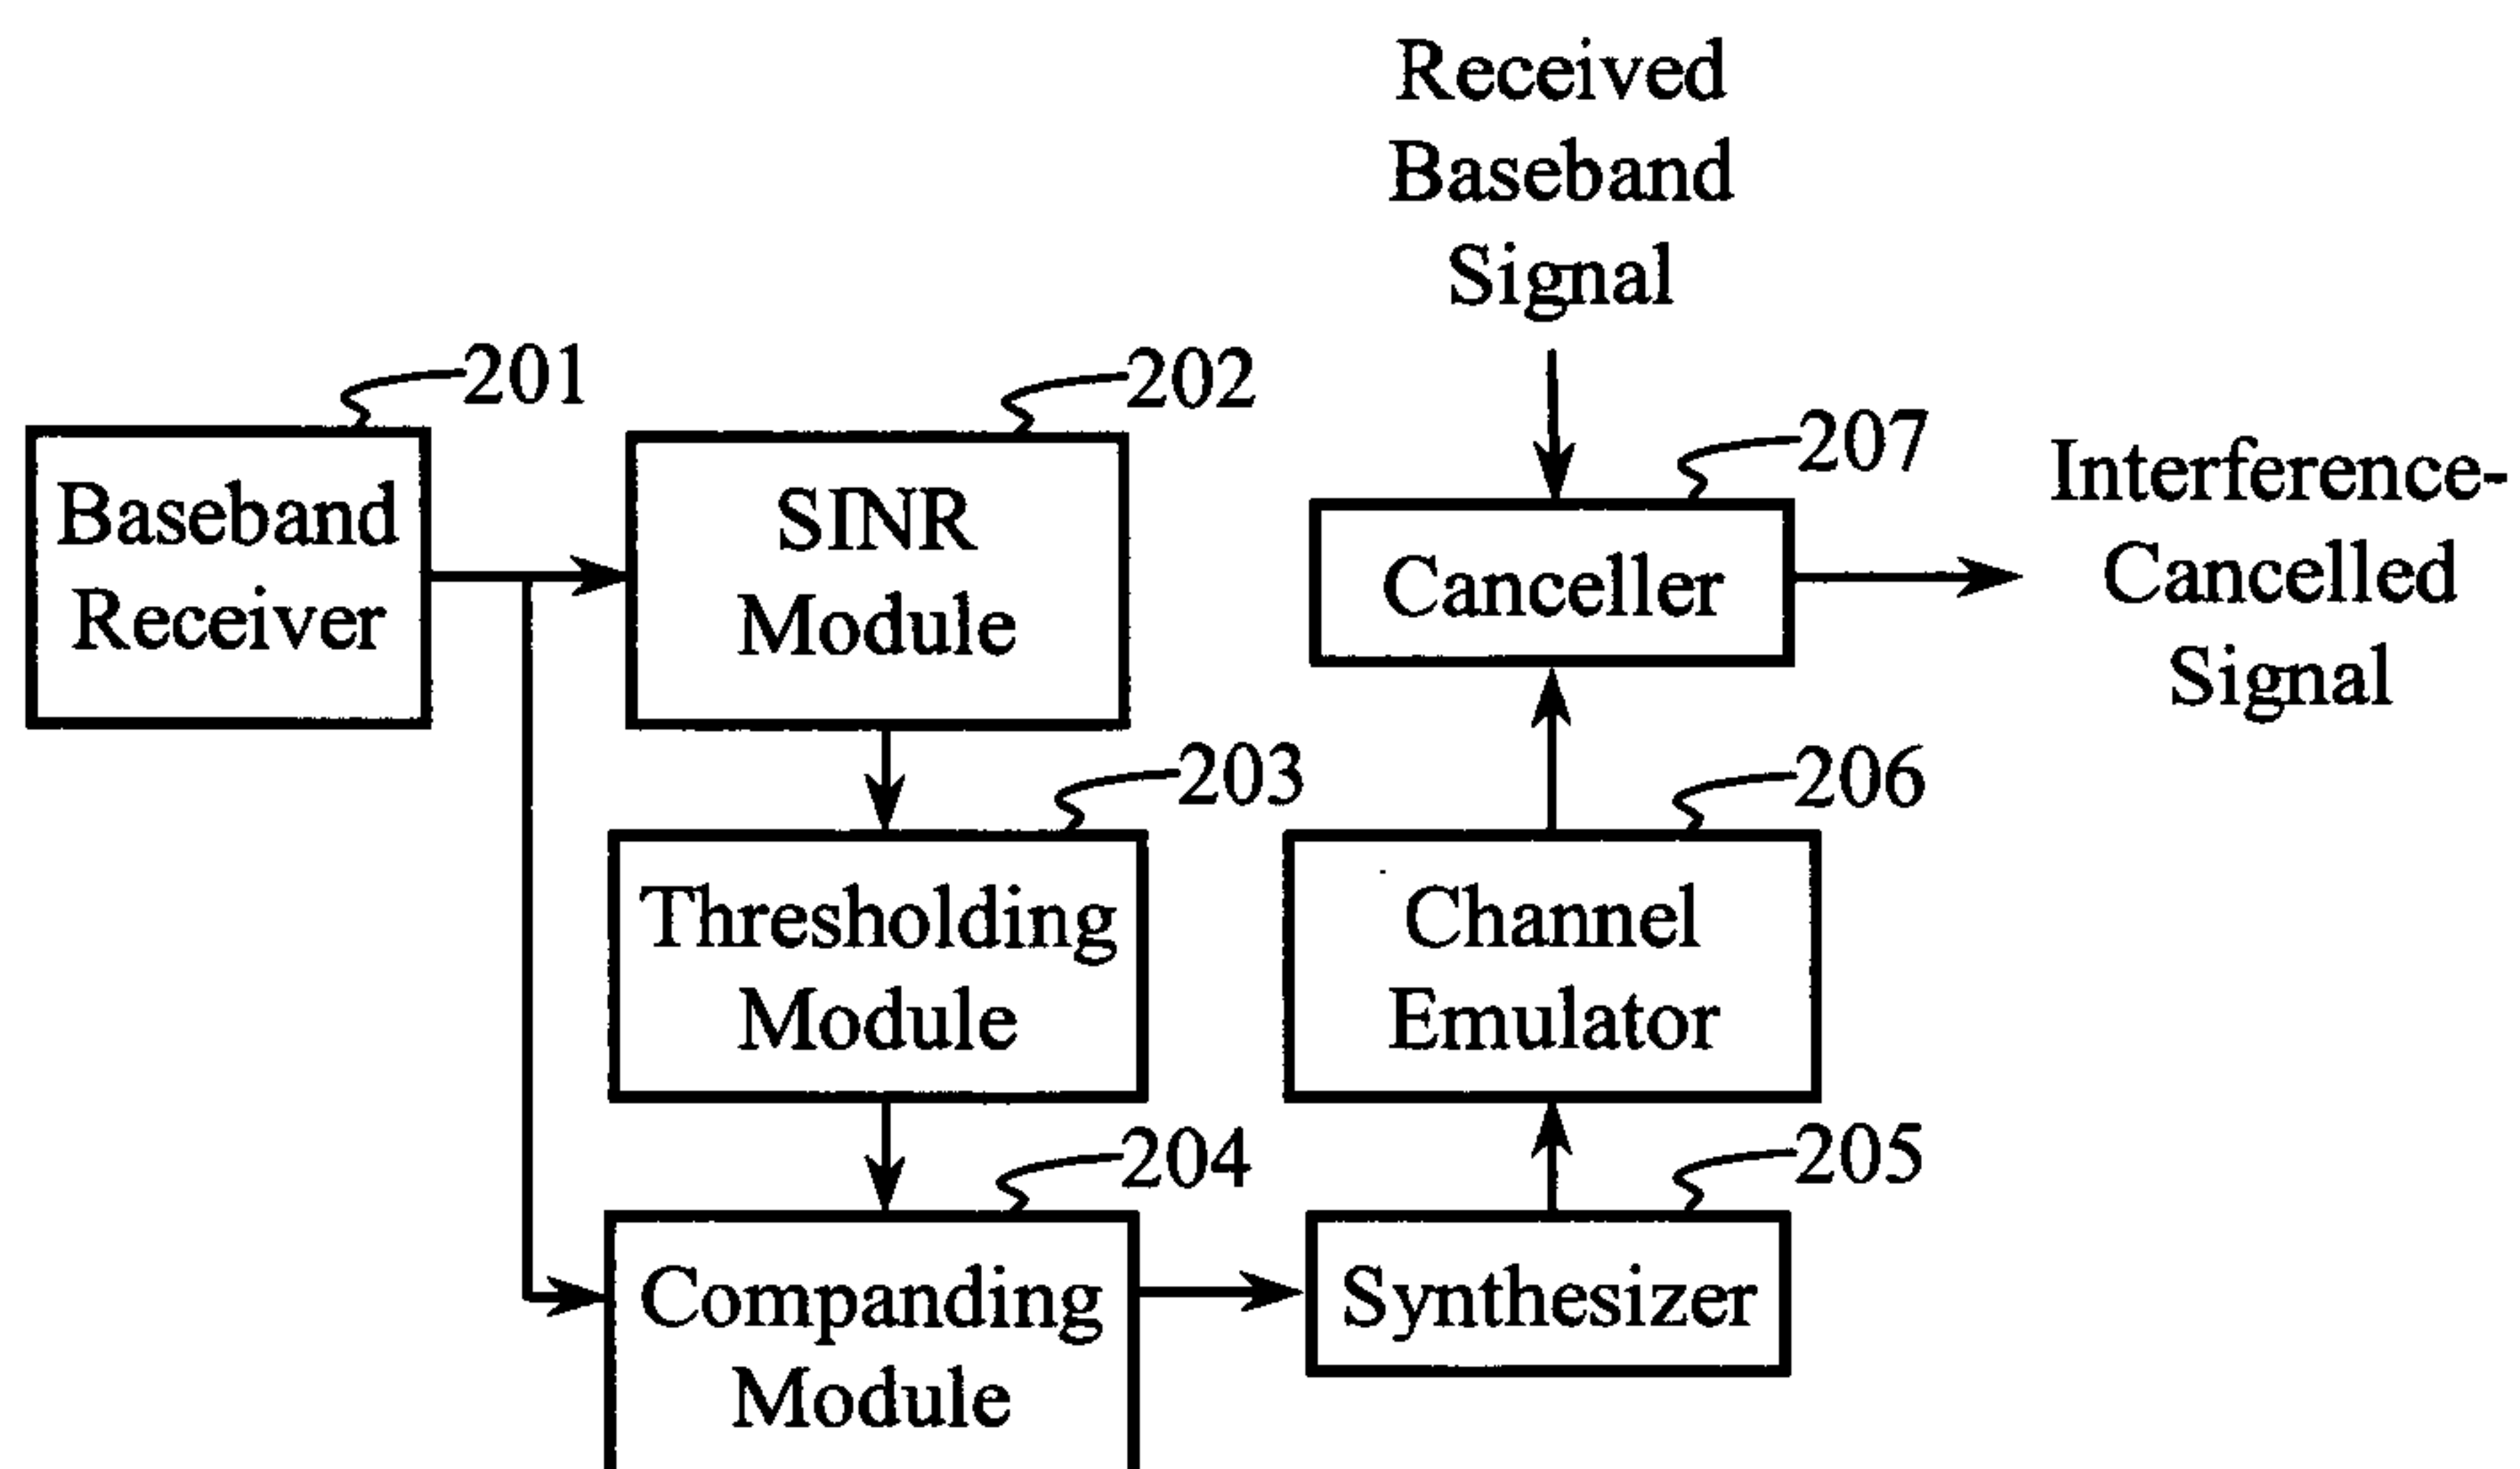 Received
Baseband
Signal
201
202
207
Baseband
Receiver
SINR
Module
Canceller
Interference-
Cancelled
Signal
203
206
Thresholding
Module
Channel
Emulator
204
205
Companding
Module
Synthesizer